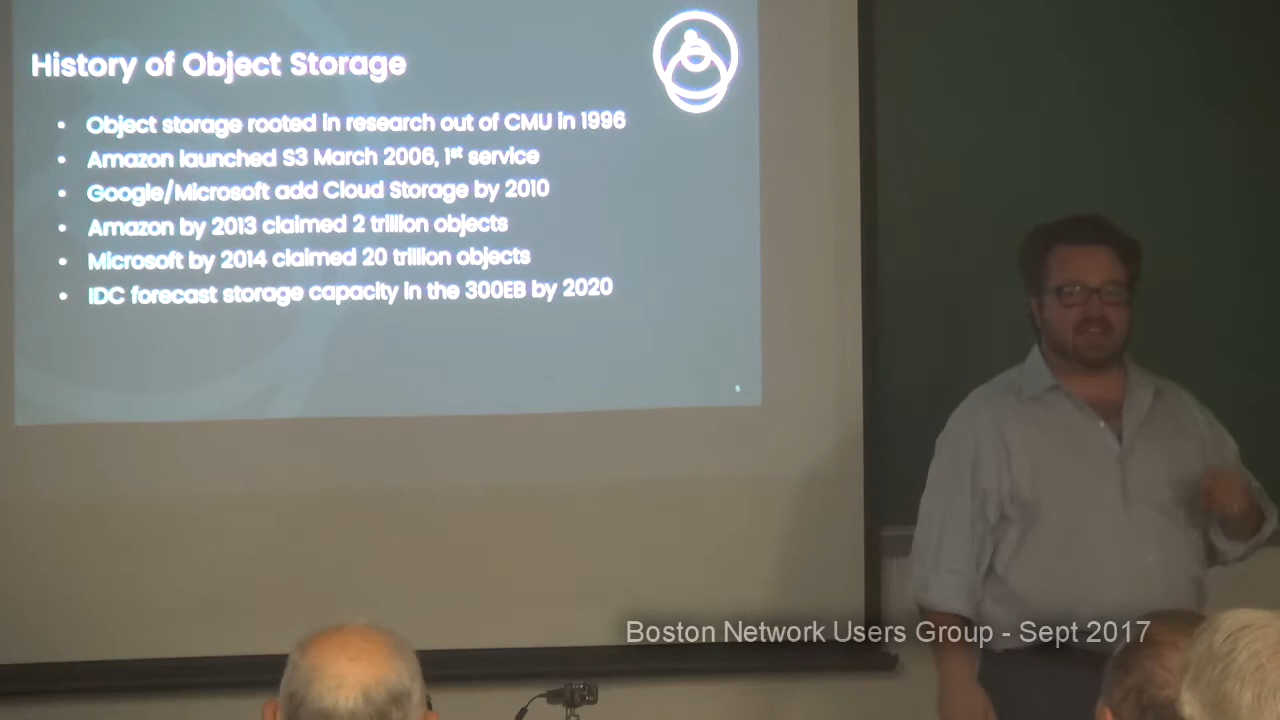 History of Object Storage
• Object storage rooted in research out of CMU in 1996
• Amazon launched S3 March 2006, 1st service
• Google/Microsoft add Cloud Storage by 2010
• Amazon by 2013 claimed 2 trillion objects
• Microsoft by 2014 claimed 20 trillion objects
• IDC forecast storage capacity in the 300EB by 2020
Boston Network Users Group - Sept 2017